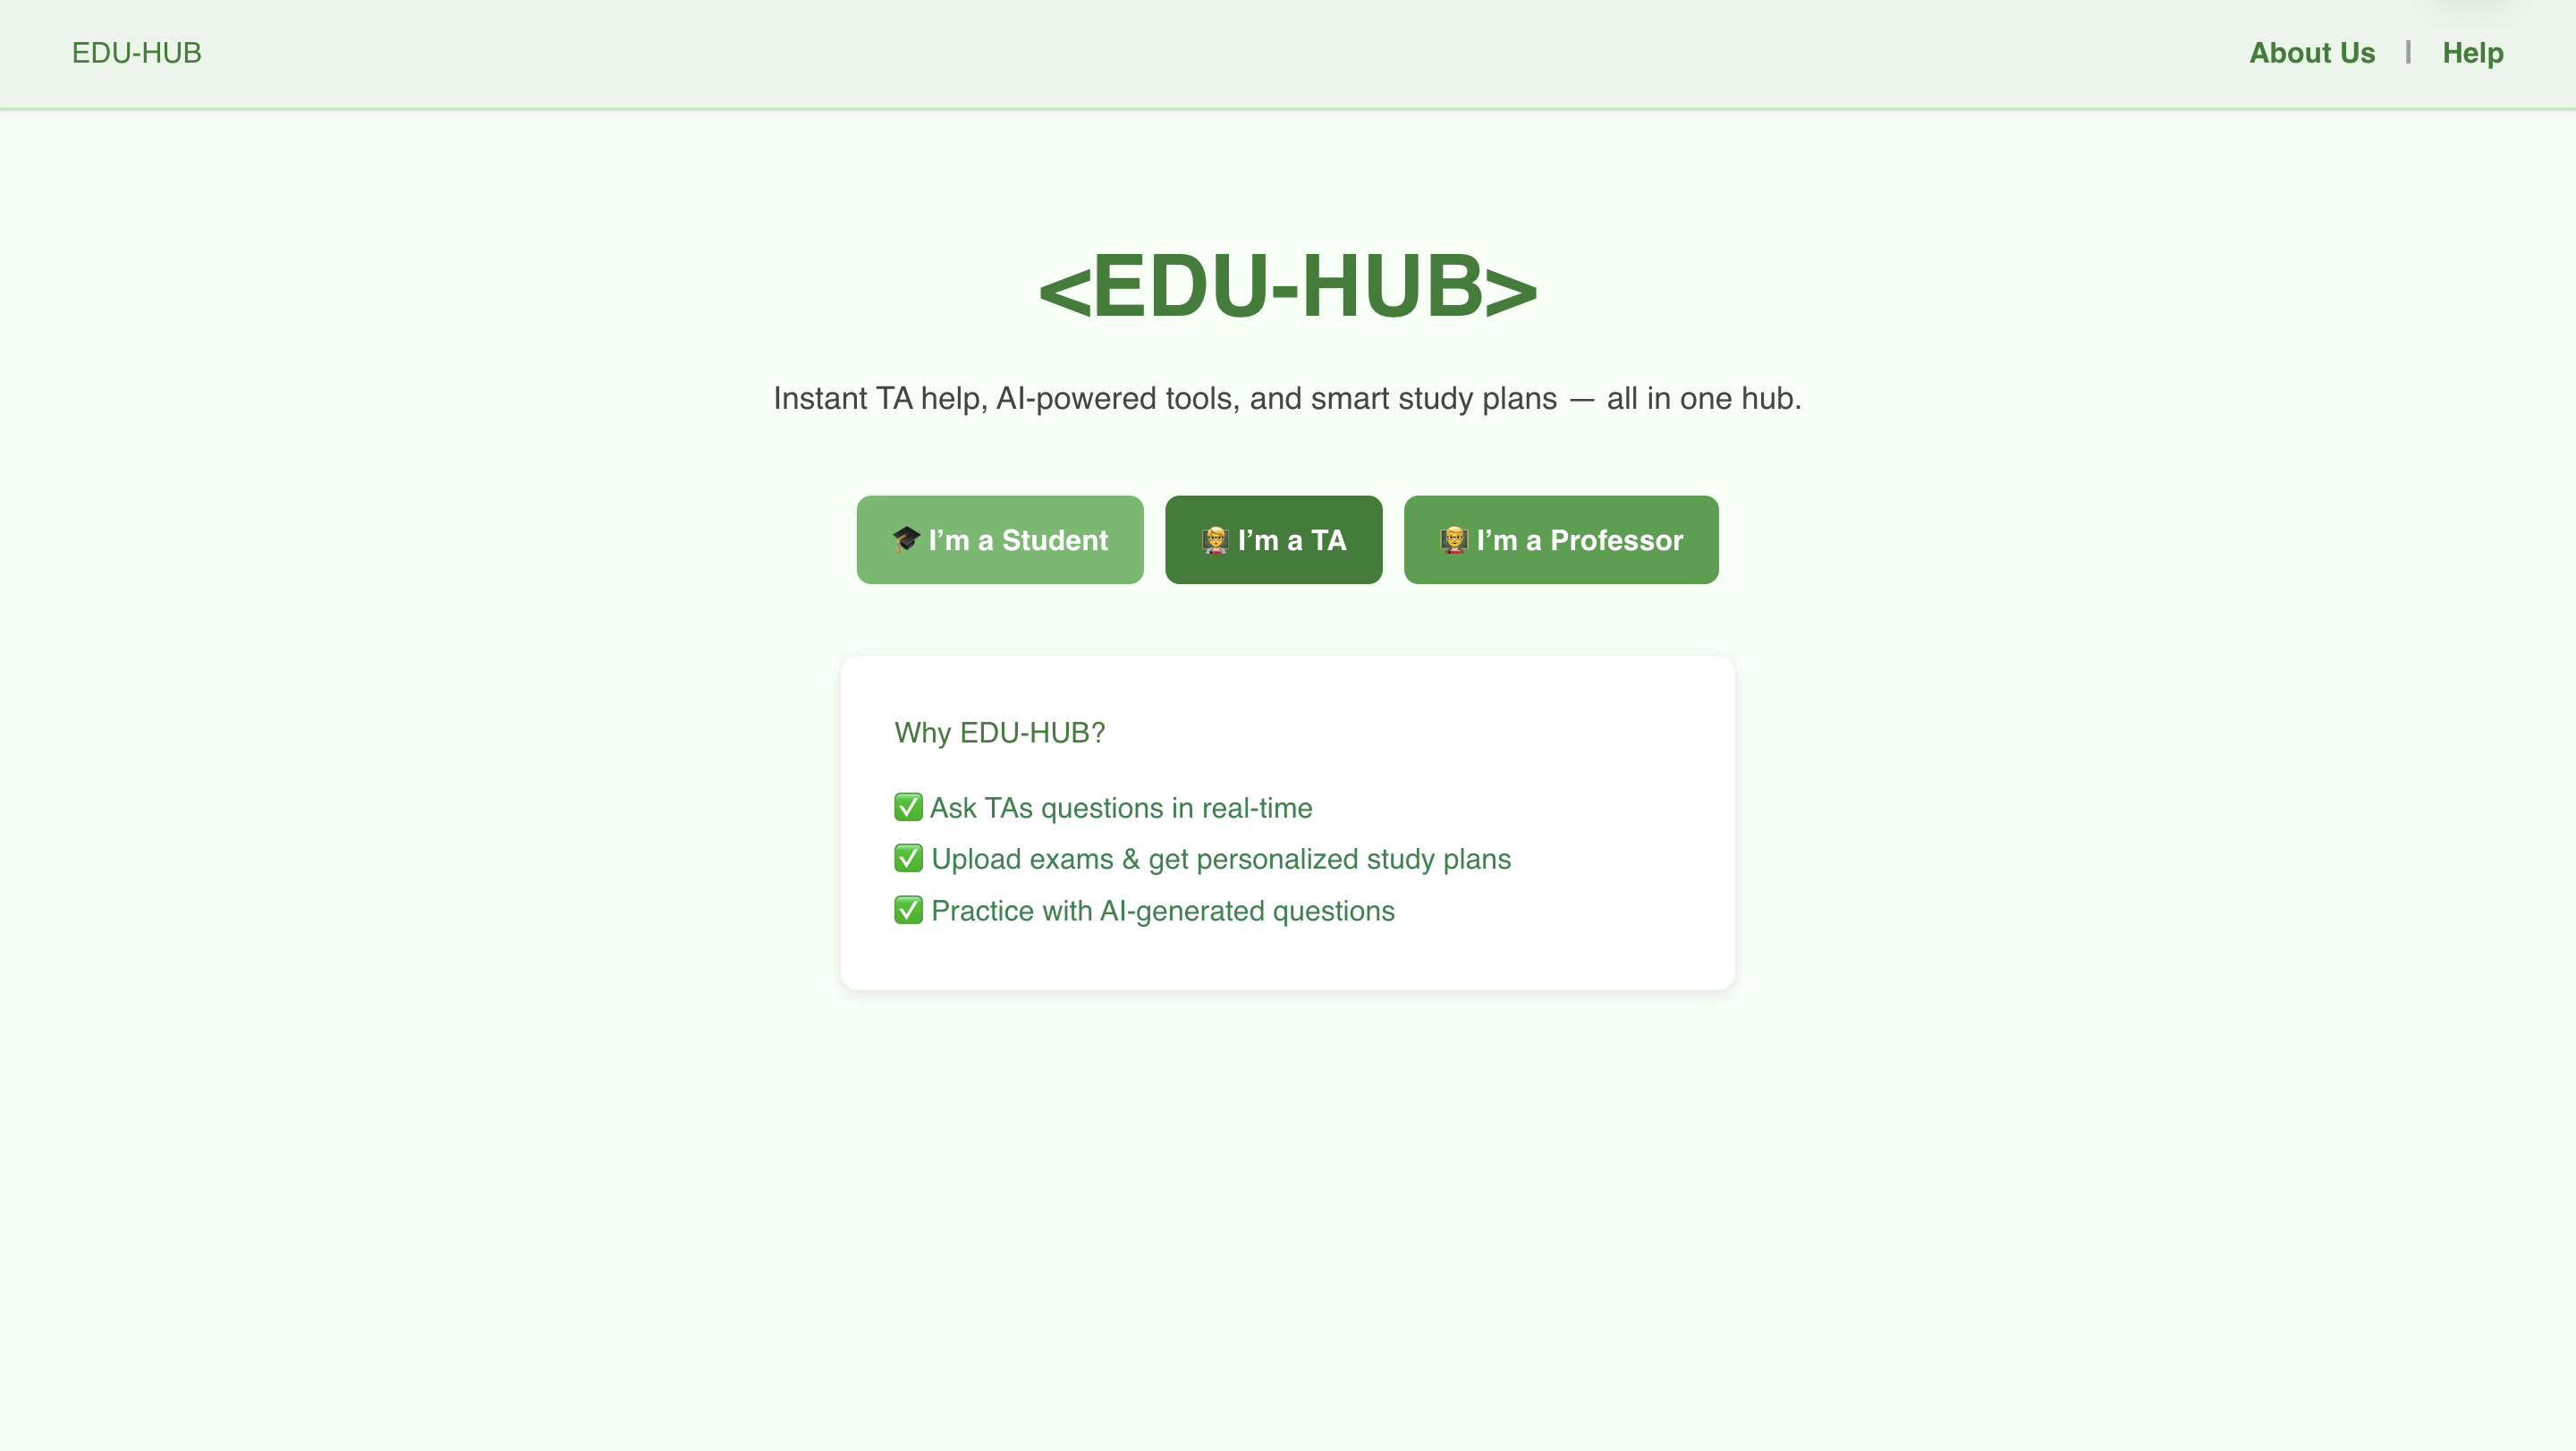 EDU-HUB
About Us | Help
<EDU-HUB>
Instant TA help, AI-powered tools, and smart study plans — all in one hub.
🎓 I’m a Student
🧑‍🏫 I’m a TA
👨‍🏫 I’m a Professor
Why EDU-HUB?
✅ Ask TAs questions in real-time
✅ Upload exams & get personalized study plans
✅ Practice with AI-generated questions